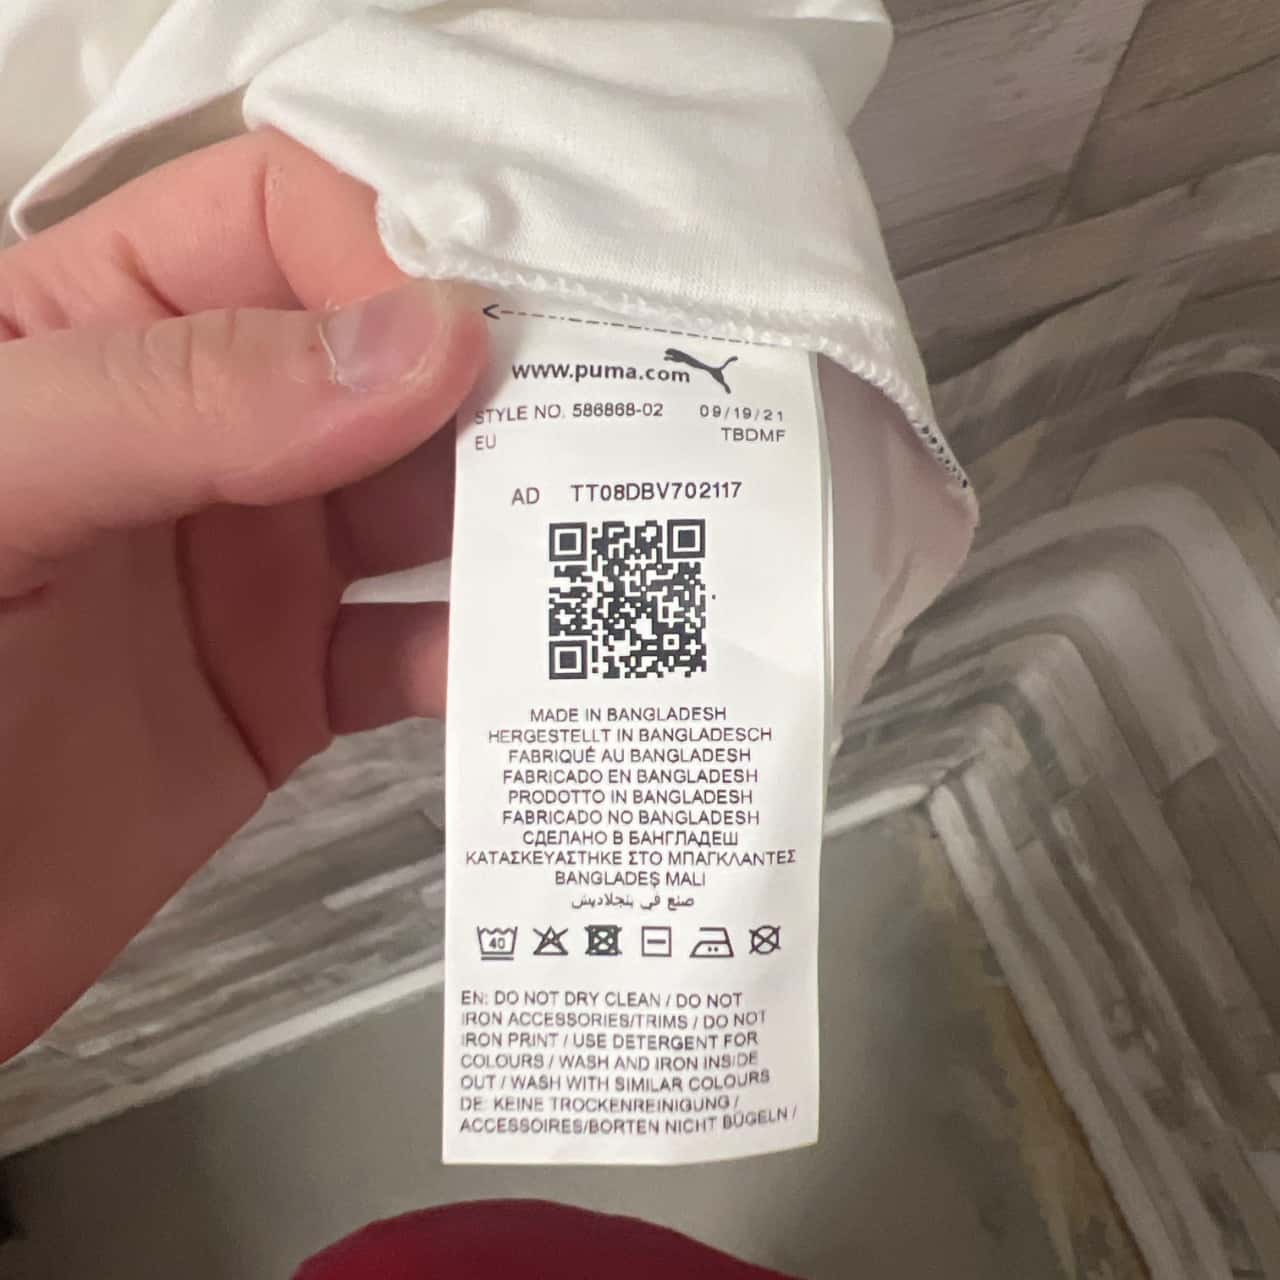 www.puma.com
STYLE NO. 586868-02 09/19/21
EU TBDMF
AD TT08DBV702117
MADE IN BANGLADESH
HERGESTELLT IN BANGLADESCH
FABRIQUÉ AU BANGLADESH
FABRICADO EN BANGLADESH
PRODOTTO IN BANGLADESH
FABRICADO NO BANGLADESH
СДЕЛАНО В БАНГЛАДЕШ
ΚΑΤΑΣΚΕΥΑΣΤΗΚΕ ΣΤΟ ΜΠΑΓΚΛΑΝΤΕΣ
BANGLADEŞ MALI
صنع في بنجلاديش
40
EN: DO NOT DRY CLEAN / DO NOT
IRON ACCESSORIES/TRIMS / DO NOT
IRON PRINT / USE DETERGENT FOR
COLOURS / WASH AND IRON INSIDE
OUT / WASH WITH SIMILAR COLOURS
DE: KEINE TROCKENREINIGUNG /
ACCESSOIRES/BORTEN NICHT BÜGELN /